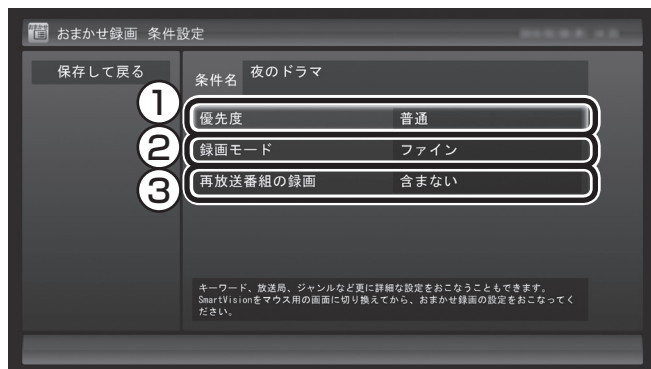 おまかせ録画 条件設定
保存して戻る
条件名 夜のドラマ
① 優先度 普通
② 録画モード ファイン
③ 再放送番組の録画 含まない
キーワード、放送局、ジャンルなど更に詳細な設定をおこなうこともできます。
SmartVisionをマウス用の画面に切り換えてから、おまかせ録画の設定をおこなってく
ださい。